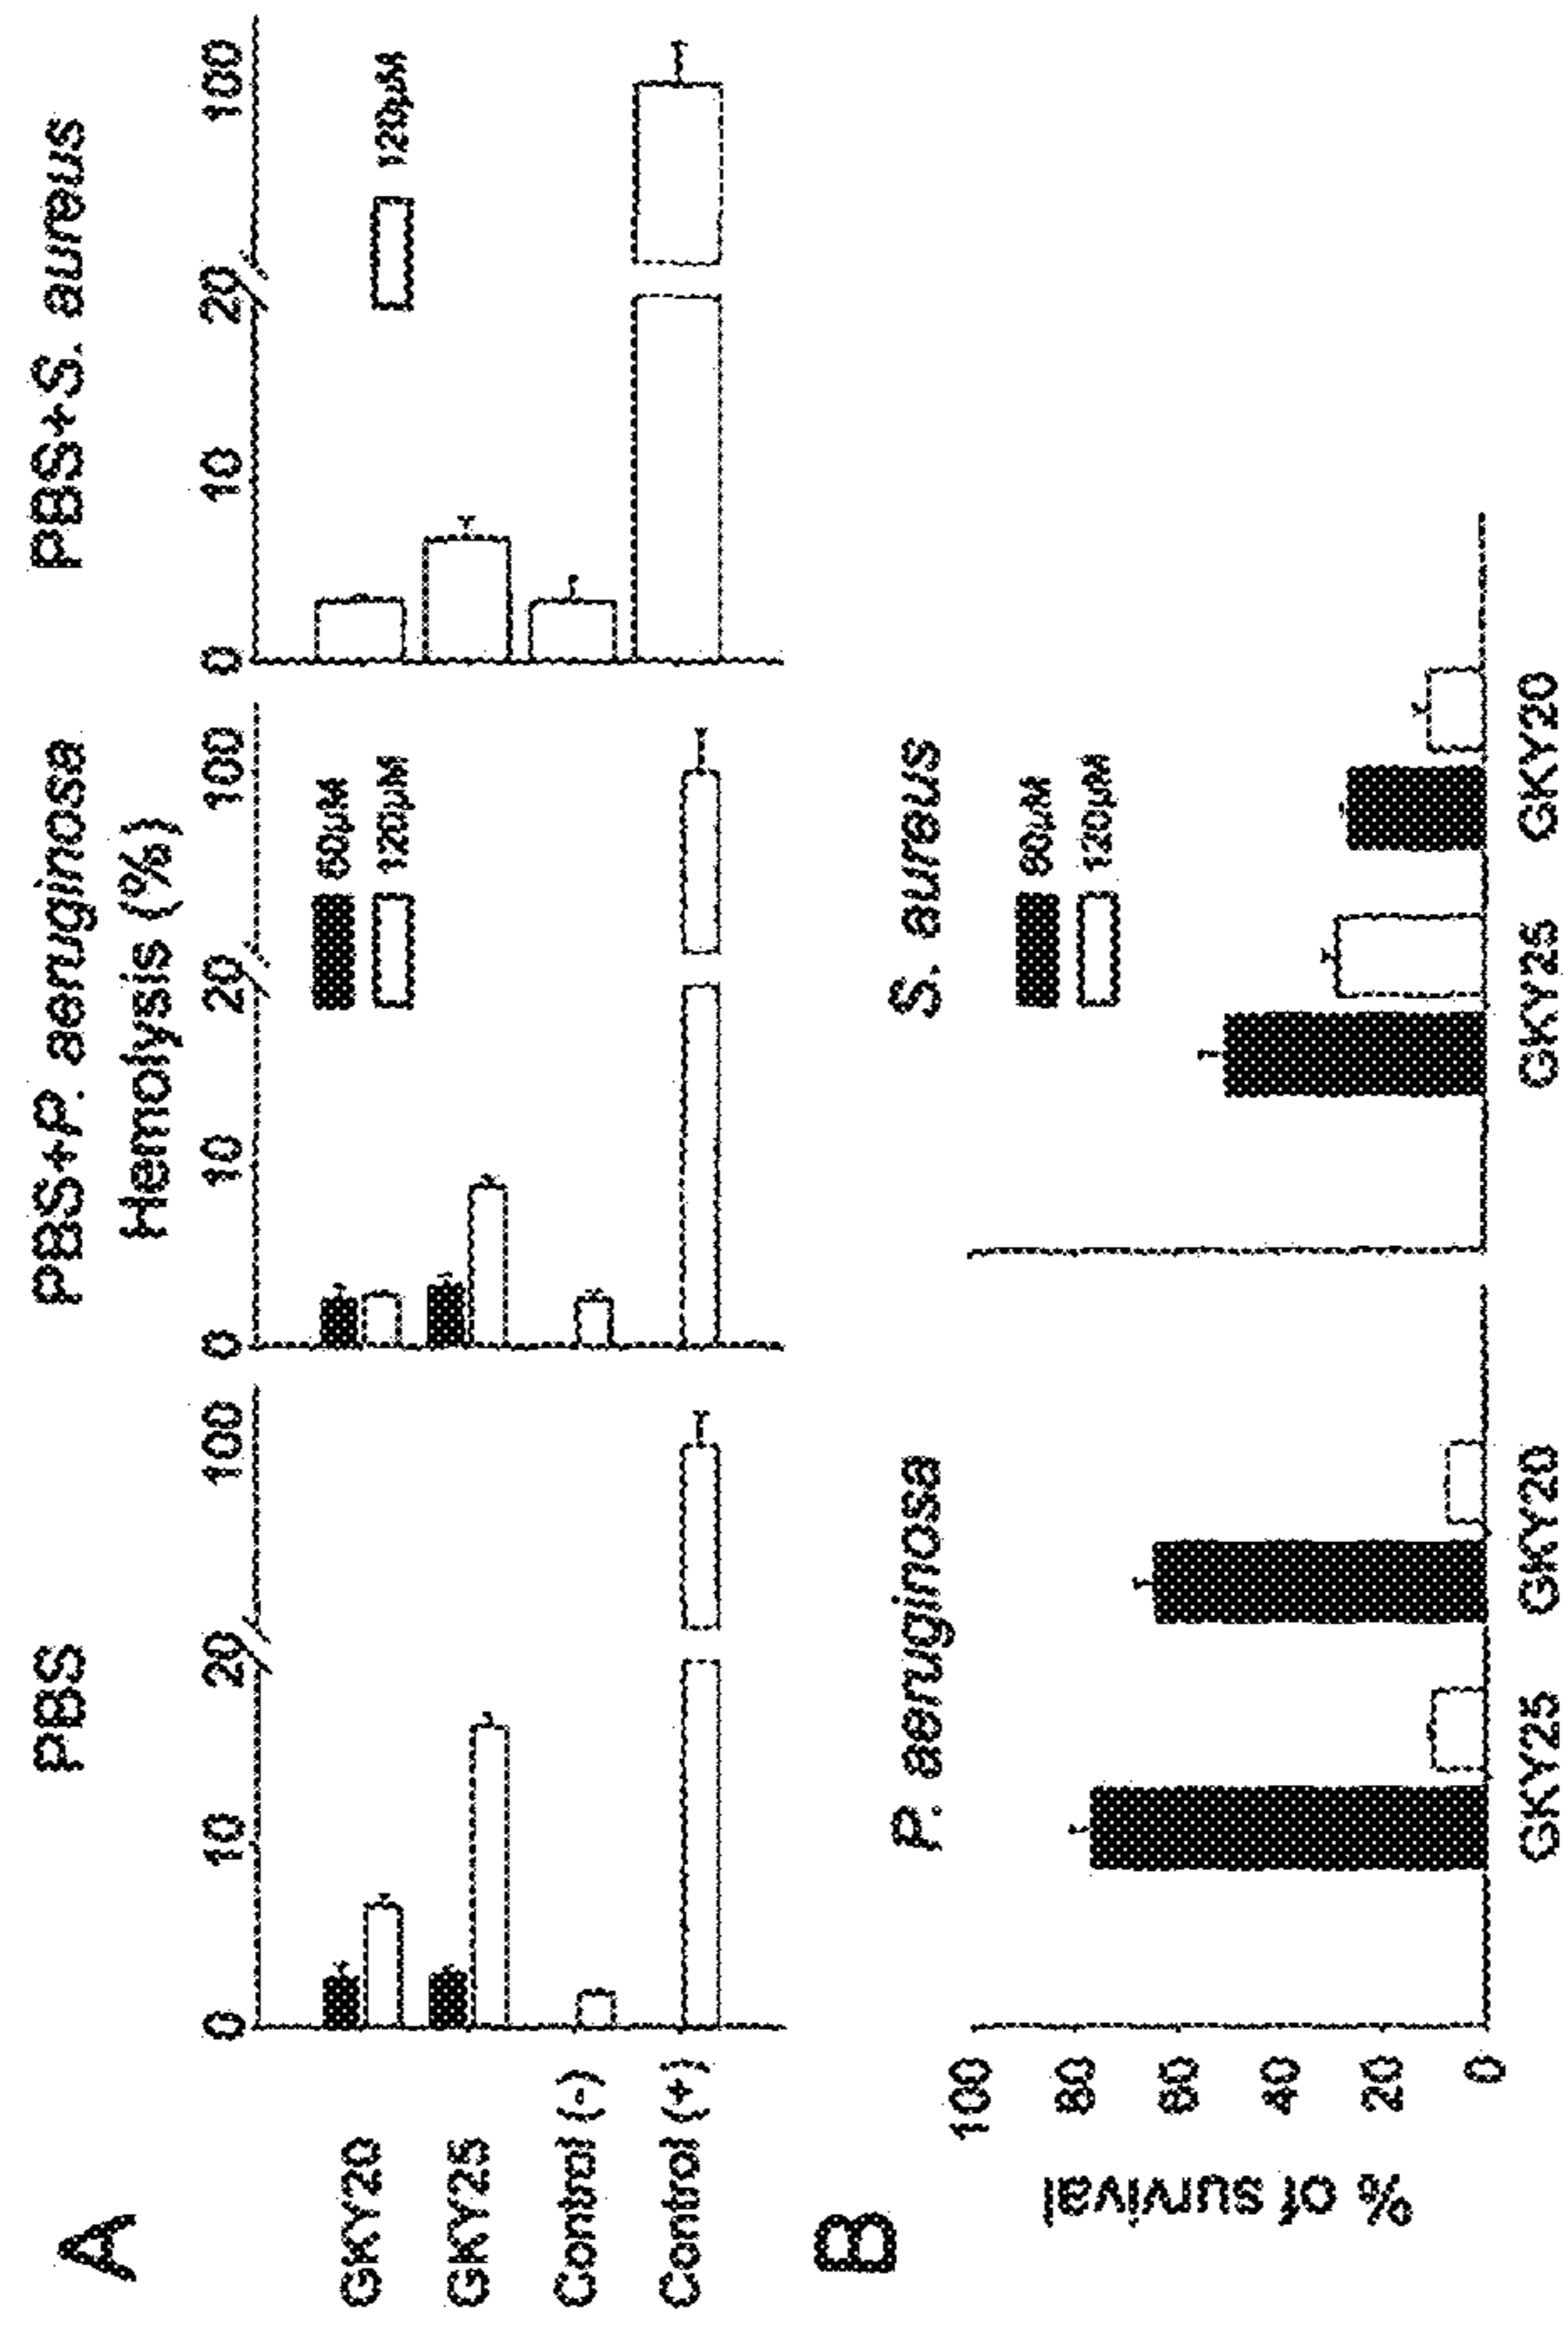 A
PBS
PBS+P. aeruginosa
PBS+S. aureus
Hemolysis (%)
0 10 20 100
0 10 20 100
0 10 20 100
GKY20
GKY25
Control (-)
Control (+)
60µM
120µM
120µM
B
P. aeruginosa
S. aureus
60µM
120µM
% of survival
100
80
60
40
20
0
GKY25
GKY20
GKY25
GKY20